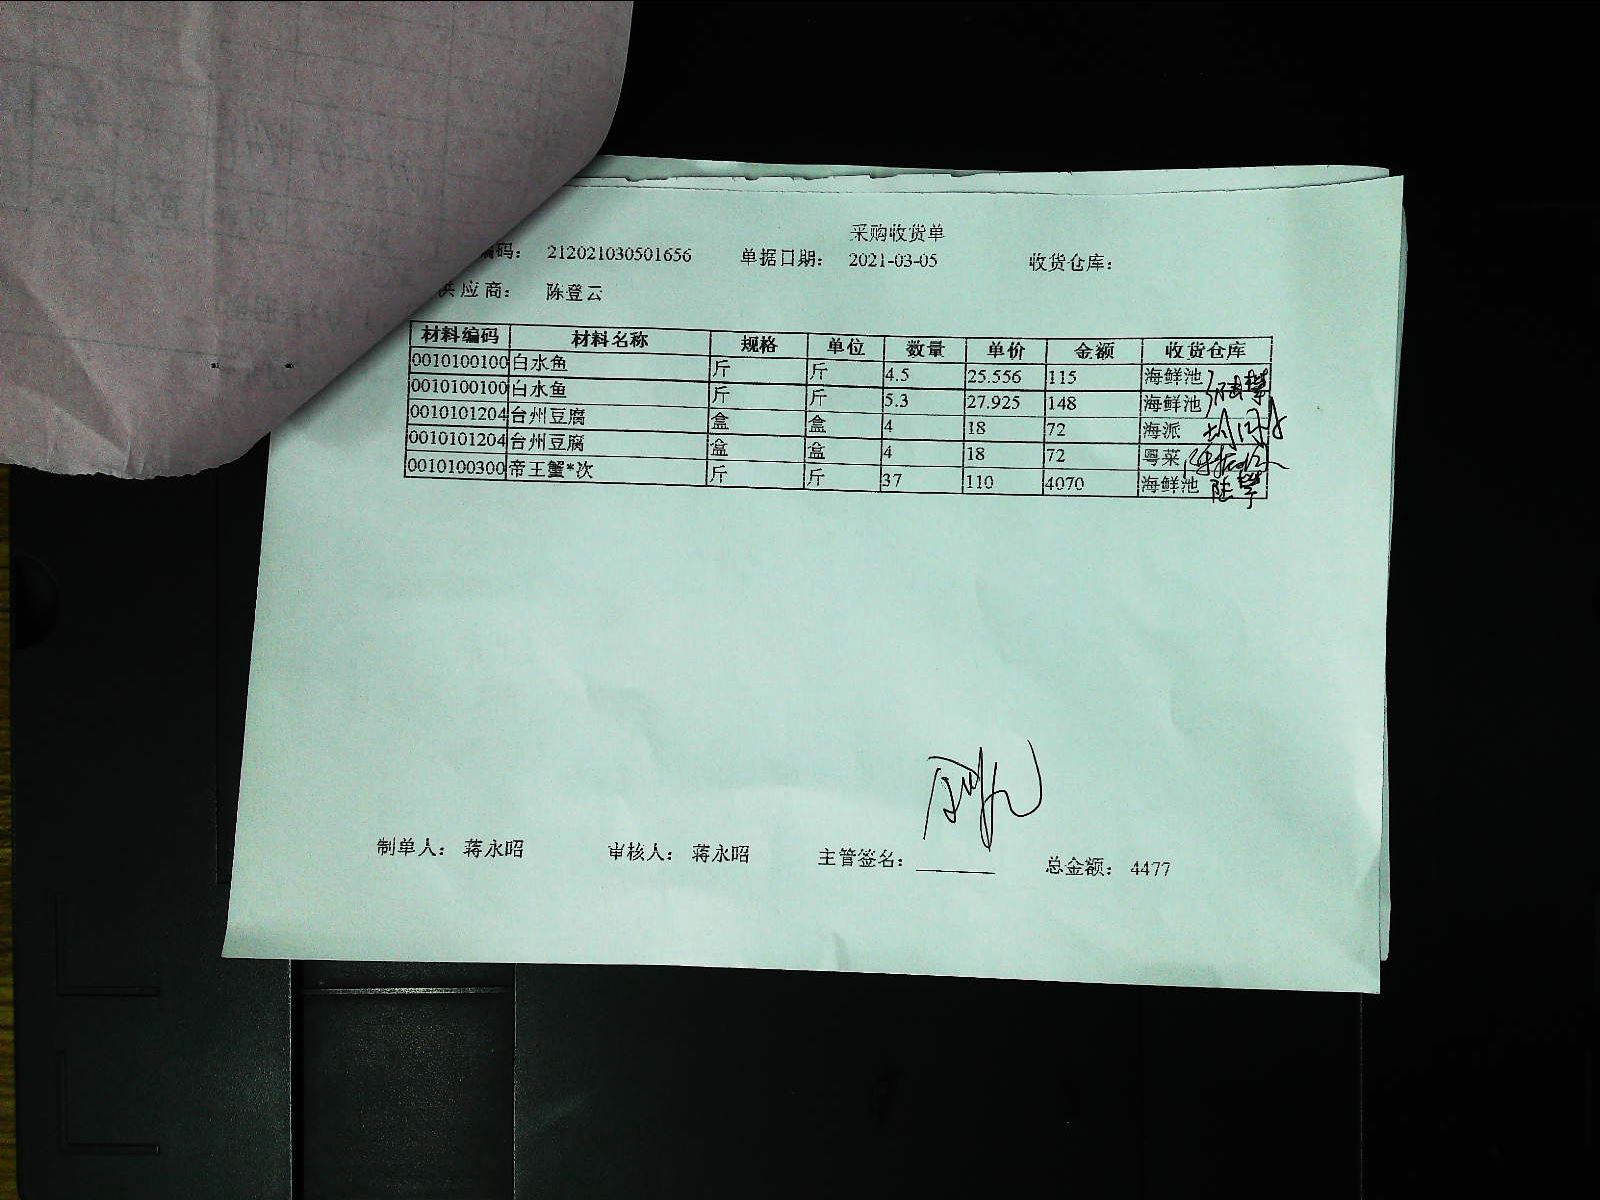 采购收货单
编码： 212021030501656 单据日期： 2021-03-05 收货仓库：
供应商： 陈登云
材料编码 材料名称 规格 单位 数量 单价 金额 收货仓库
0010100100 白水鱼 斤 斤 4.5 25.556 115 海鲜池
0010100100 白水鱼 斤 斤 5.3 27.925 148 海鲜池
0010101204 台州豆腐 盒 盒 4 18 72 海派
0010101204 台州豆腐 盒 盒 4 18 72 粤菜
0010100300 帝王蟹*次 斤 斤 37 110 4070 海鲜池
制单人： 蒋永昭 审核人： 蒋永昭 主管签名： 总金额： 4477